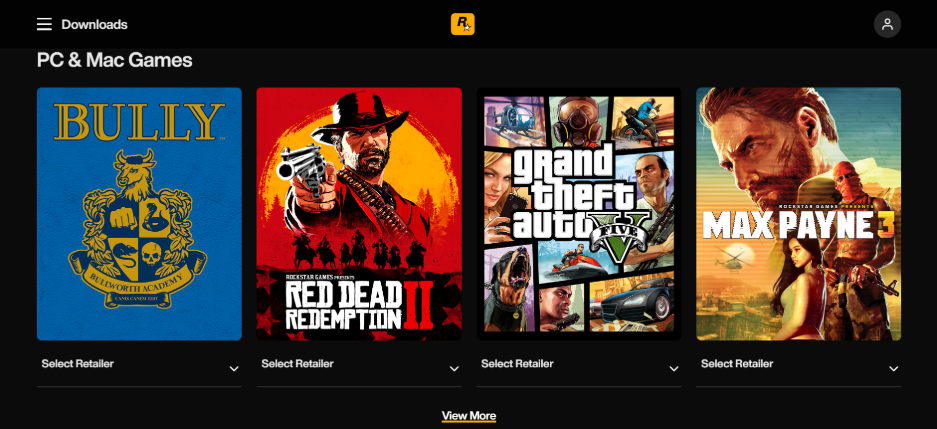 Downloads
R
PC & Mac Games
BULLY
BULLWORTH ACADEMY
CANIS CANEM EDIT
ROCKSTAR GAMES PRESENTS
RED DEAD
REDEMPTION II
grand
theft
auto V
FIVE
ROCKSTAR GAMES PRESENTS
MAX PAYNE 3
Select Retailer
Select Retailer
Select Retailer
Select Retailer
View More